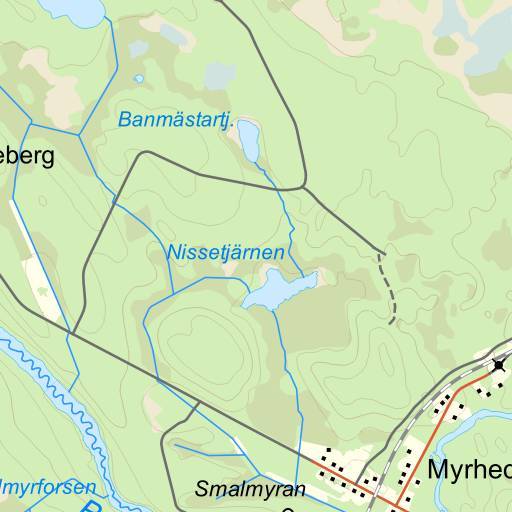 Banmästartj.
eberg
Nissetjärnen
Myrhed
lmyrforsen
Smalmyran